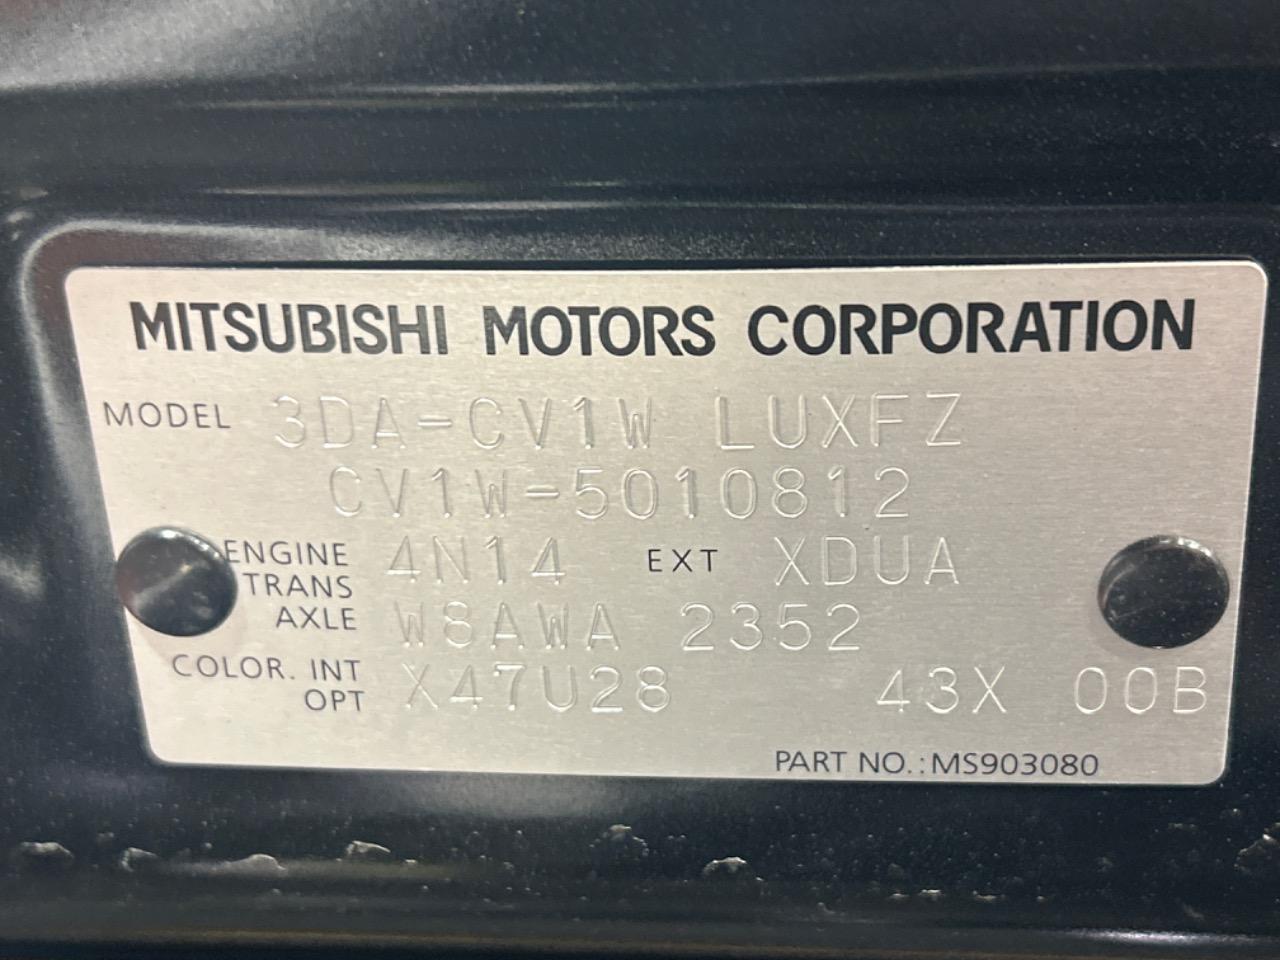 MITSUBISHI MOTORS CORPORATION
MODEL 3DA-CV1W LUXFZ
CV1W-5010812
ENGINE 4N14 EXT XDUA
TRANS
AXLE W8AWA 2352
COLOR. INT
OPT X47U28 43X 00B
PART NO.:MS903080